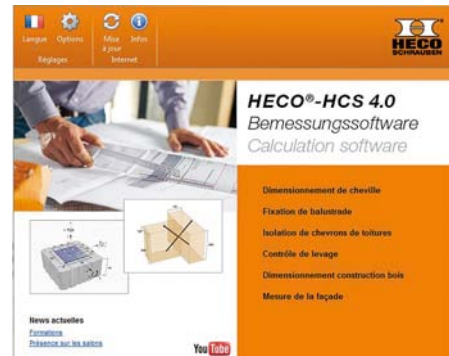 Langue Options Mise à jour Infos
Réglages Internet
HECO
SCHRAUBEN
HECO®-HCS 4.0
Bemessungssoftware
Calculation software
Dimensionnement de cheville
Fixation de balustrade
Isolation de chevrons de toitures
Contrôle de levage
Dimensionnement construction bois
Mesure de la façade
News actuelles
Formations
Présence sur les salons
YouTube